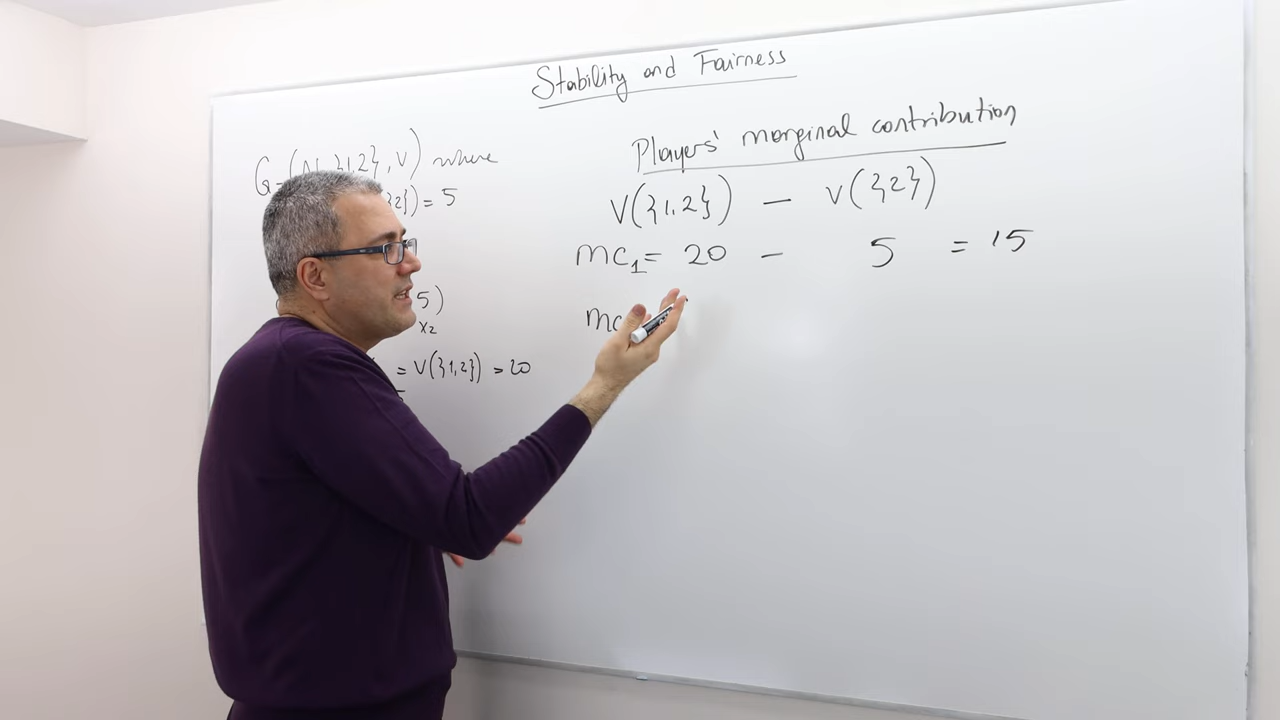 Stability and Fairness
G = (N{1,2}, V) where
2}) = 5
5)
x₂
= V({1,2}) = 20
Players' marginal contribution
V({1,2}) — V({2})
mc₁ = 20 — 5 = 15
mc